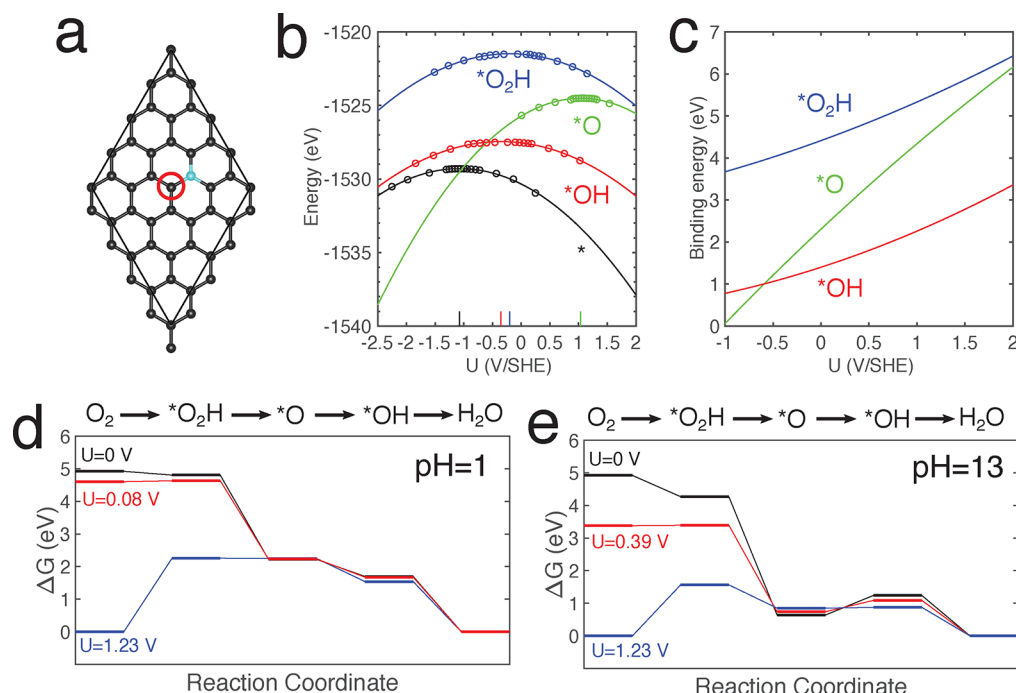 a
b
Energy (eV)
-1520
-1525
-1530
-1535
-1540
*O₂H
*O
*OH
*
-2.5 -2 -1.5 -1 -0.5 0 0.5 1 1.5 2
U (V/SHE)
c
Binding energy (eV)
7
6
5
4
3
2
1
0
*O₂H
*O
*OH
-1 -0.5 0 0.5 1 1.5 2
U (V/SHE)
d
O₂ → *O₂H → *O → *OH → H₂O
ΔG (eV)
6
5
4
3
2
1
0
U=0 V
pH=1
U=0.08 V
U=1.23 V
Reaction Coordinate
e
O₂ → *O₂H → *O → *OH → H₂O
ΔG (eV)
6
5
4
3
2
1
0
U=0 V
pH=13
U=0.39 V
U=1.23 V
Reaction Coordinate